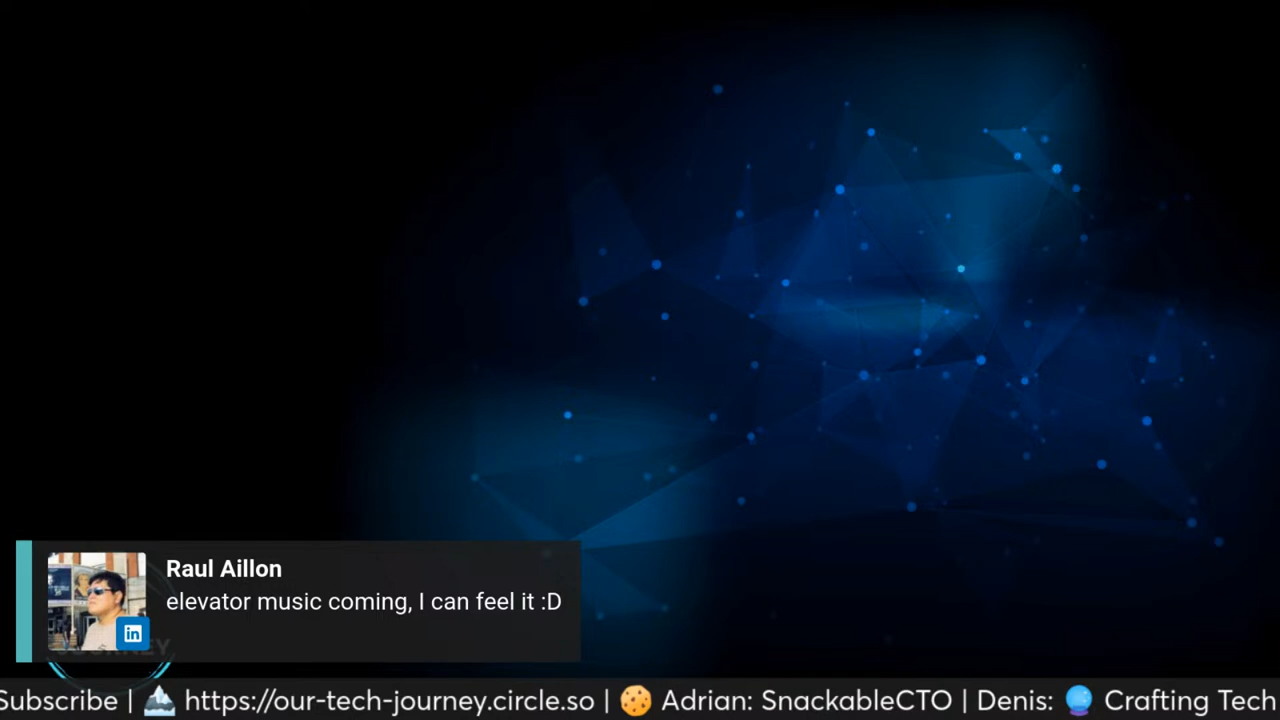 Raul Aillon
elevator music coming, I can feel it :D
in
Subscribe | 🏔️ https://our-tech-journey.circle.so | 🍪 Adrian: SnackableCTO | Denis: 🔮 Crafting Tech